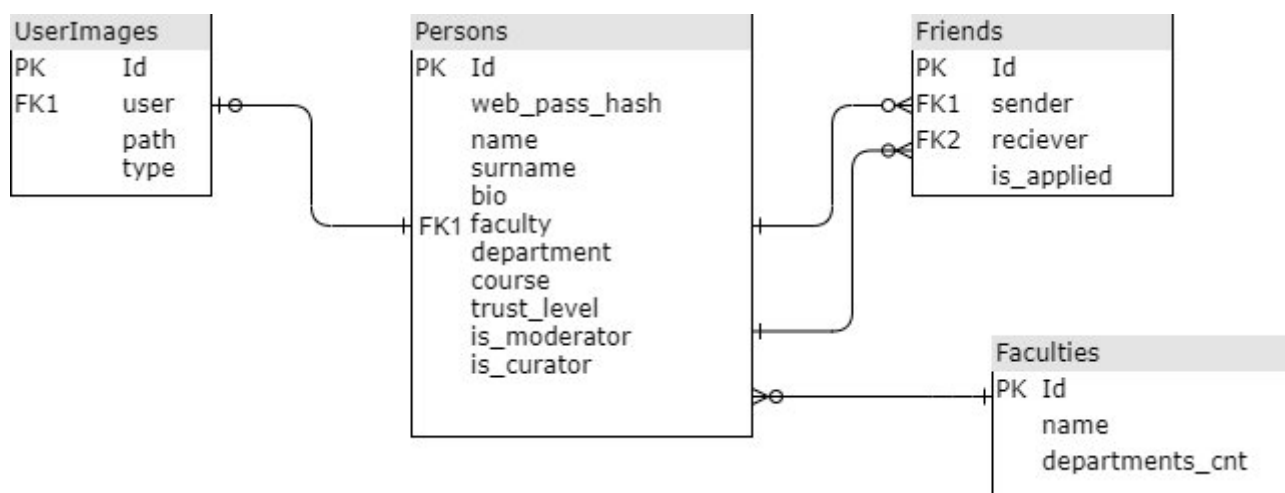 UserImages
PK Id
FK1 user
path
type
Persons
PK Id
web_pass_hash
name
surname
bio
FK1 faculty
department
course
trust_level
is_moderator
is_curator
Friends
PK Id
FK1 sender
FK2 reciever
is_applied
Faculties
PK Id
name
departments_cnt